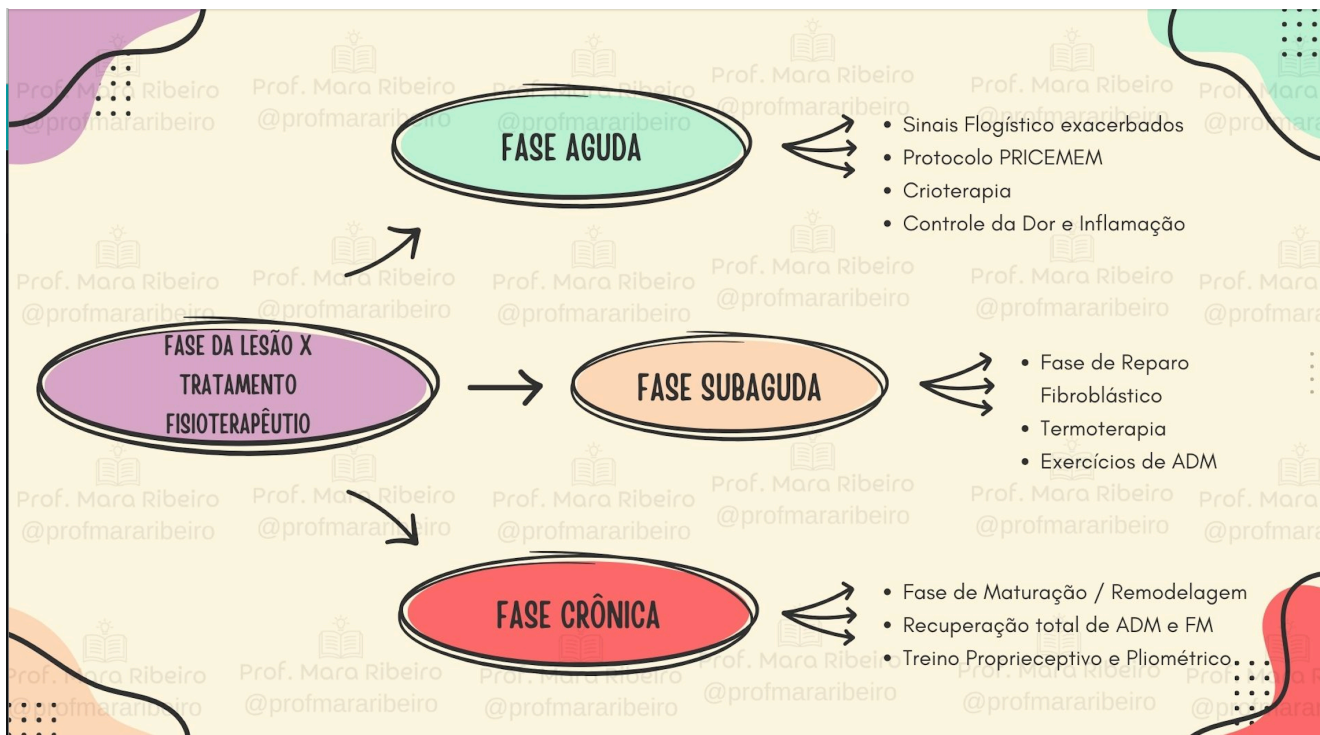 FASE DA LESÃO X
TRATAMENTO
FISIOTERAPÊUTIO
FASE AGUDA
• Sinais Flogístico exacerbados
• Protocolo PRICEMEM
• Crioterapia
• Controle da Dor e Inflamação
FASE SUBAGUDA
• Fase de Reparo
Fibroblástico
• Termoterapia
• Exercícios de ADM
FASE CRÔNICA
• Fase de Maturação / Remodelagem
• Recuperação total de ADM e FM
• Treino Proprieceptivo e Pliométrico
Prof. Mara Ribeiro
@profmararibeiro